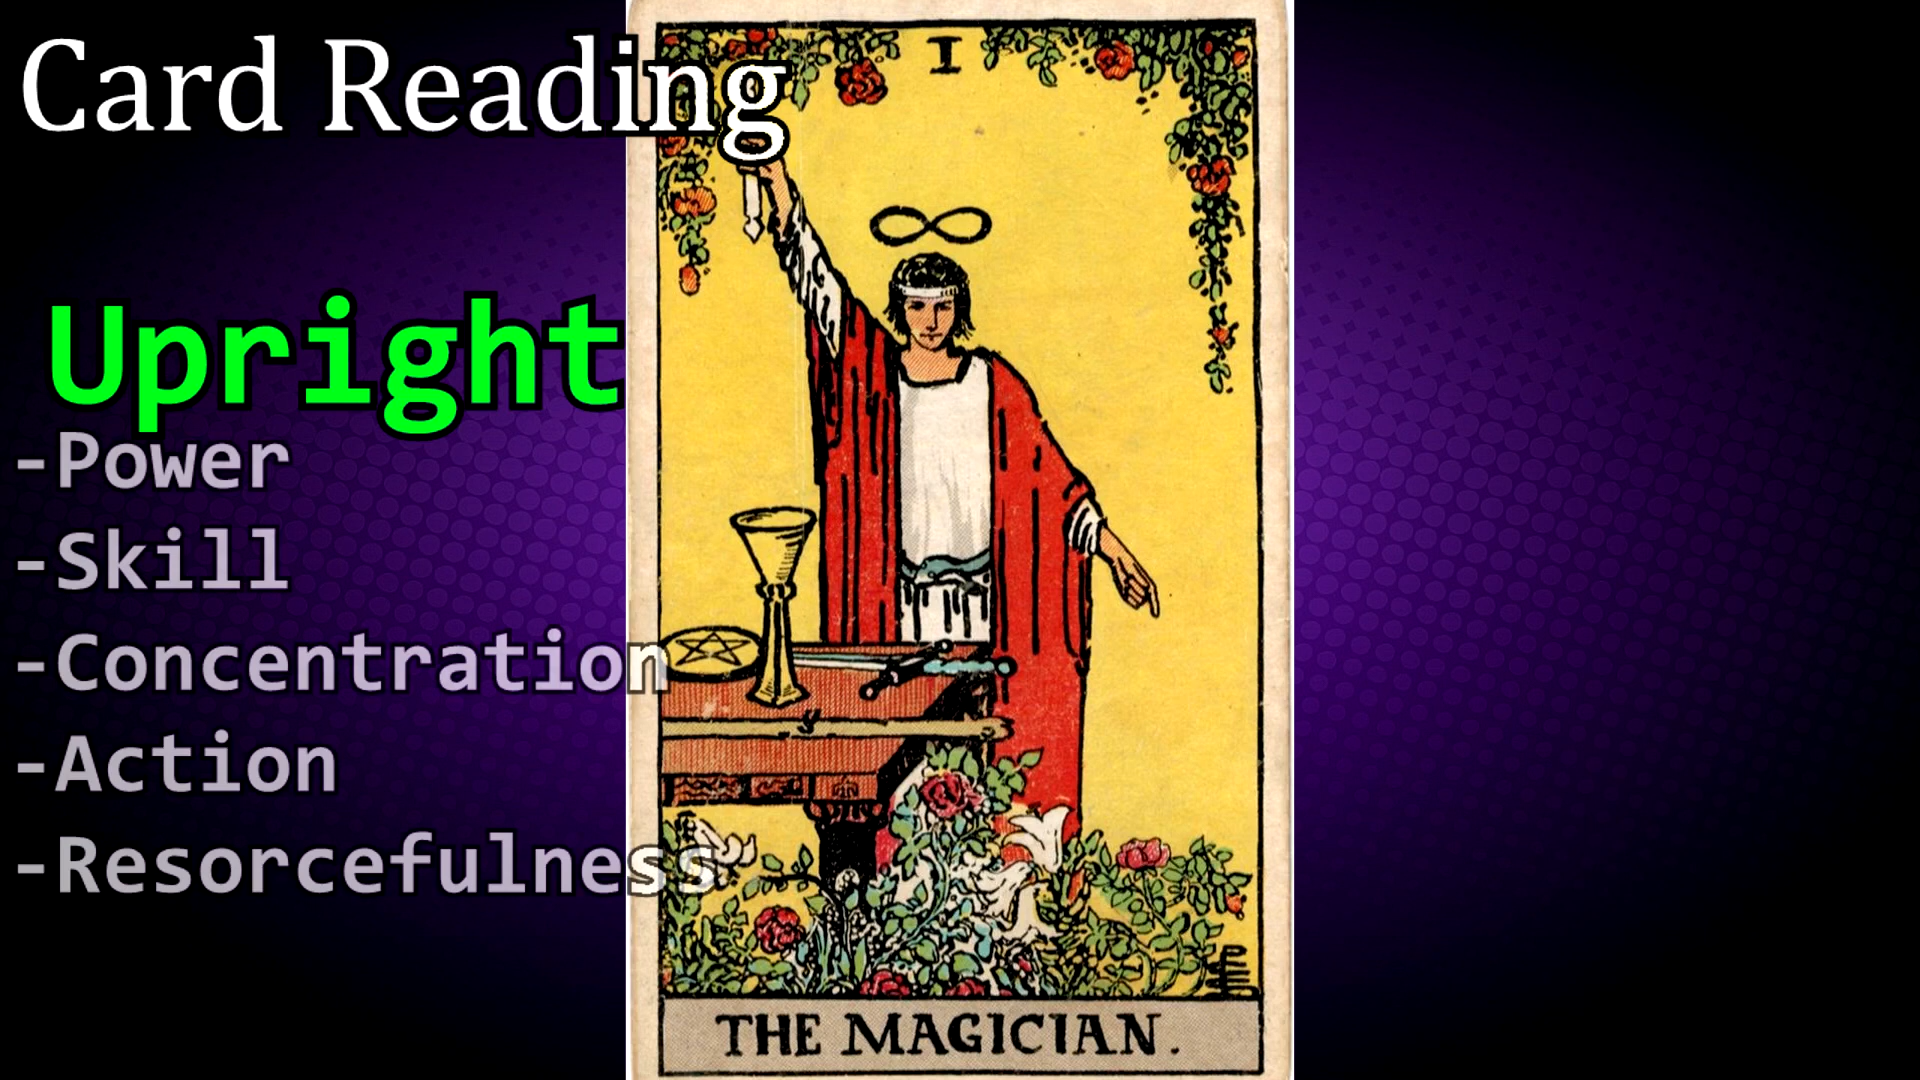 Card Reading
I
Upright
-Power
-Skill
-Concentration
-Action
-Resorcefulness
THE MAGICIAN.